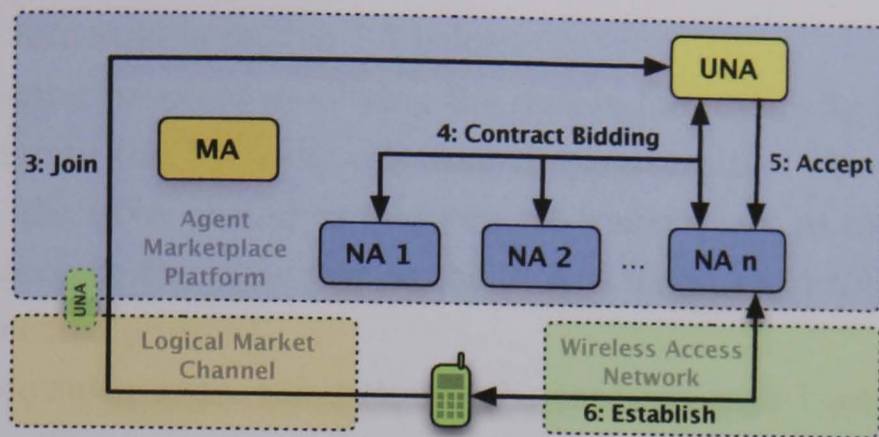 UNA
MA
4: Contract Bidding
3: Join
5: Accept
Agent
Marketplace
Platform
NA 1
NA 2
...
NA n
UNA
Logical Market
Channel
Wireless Access
Network
6: Establish